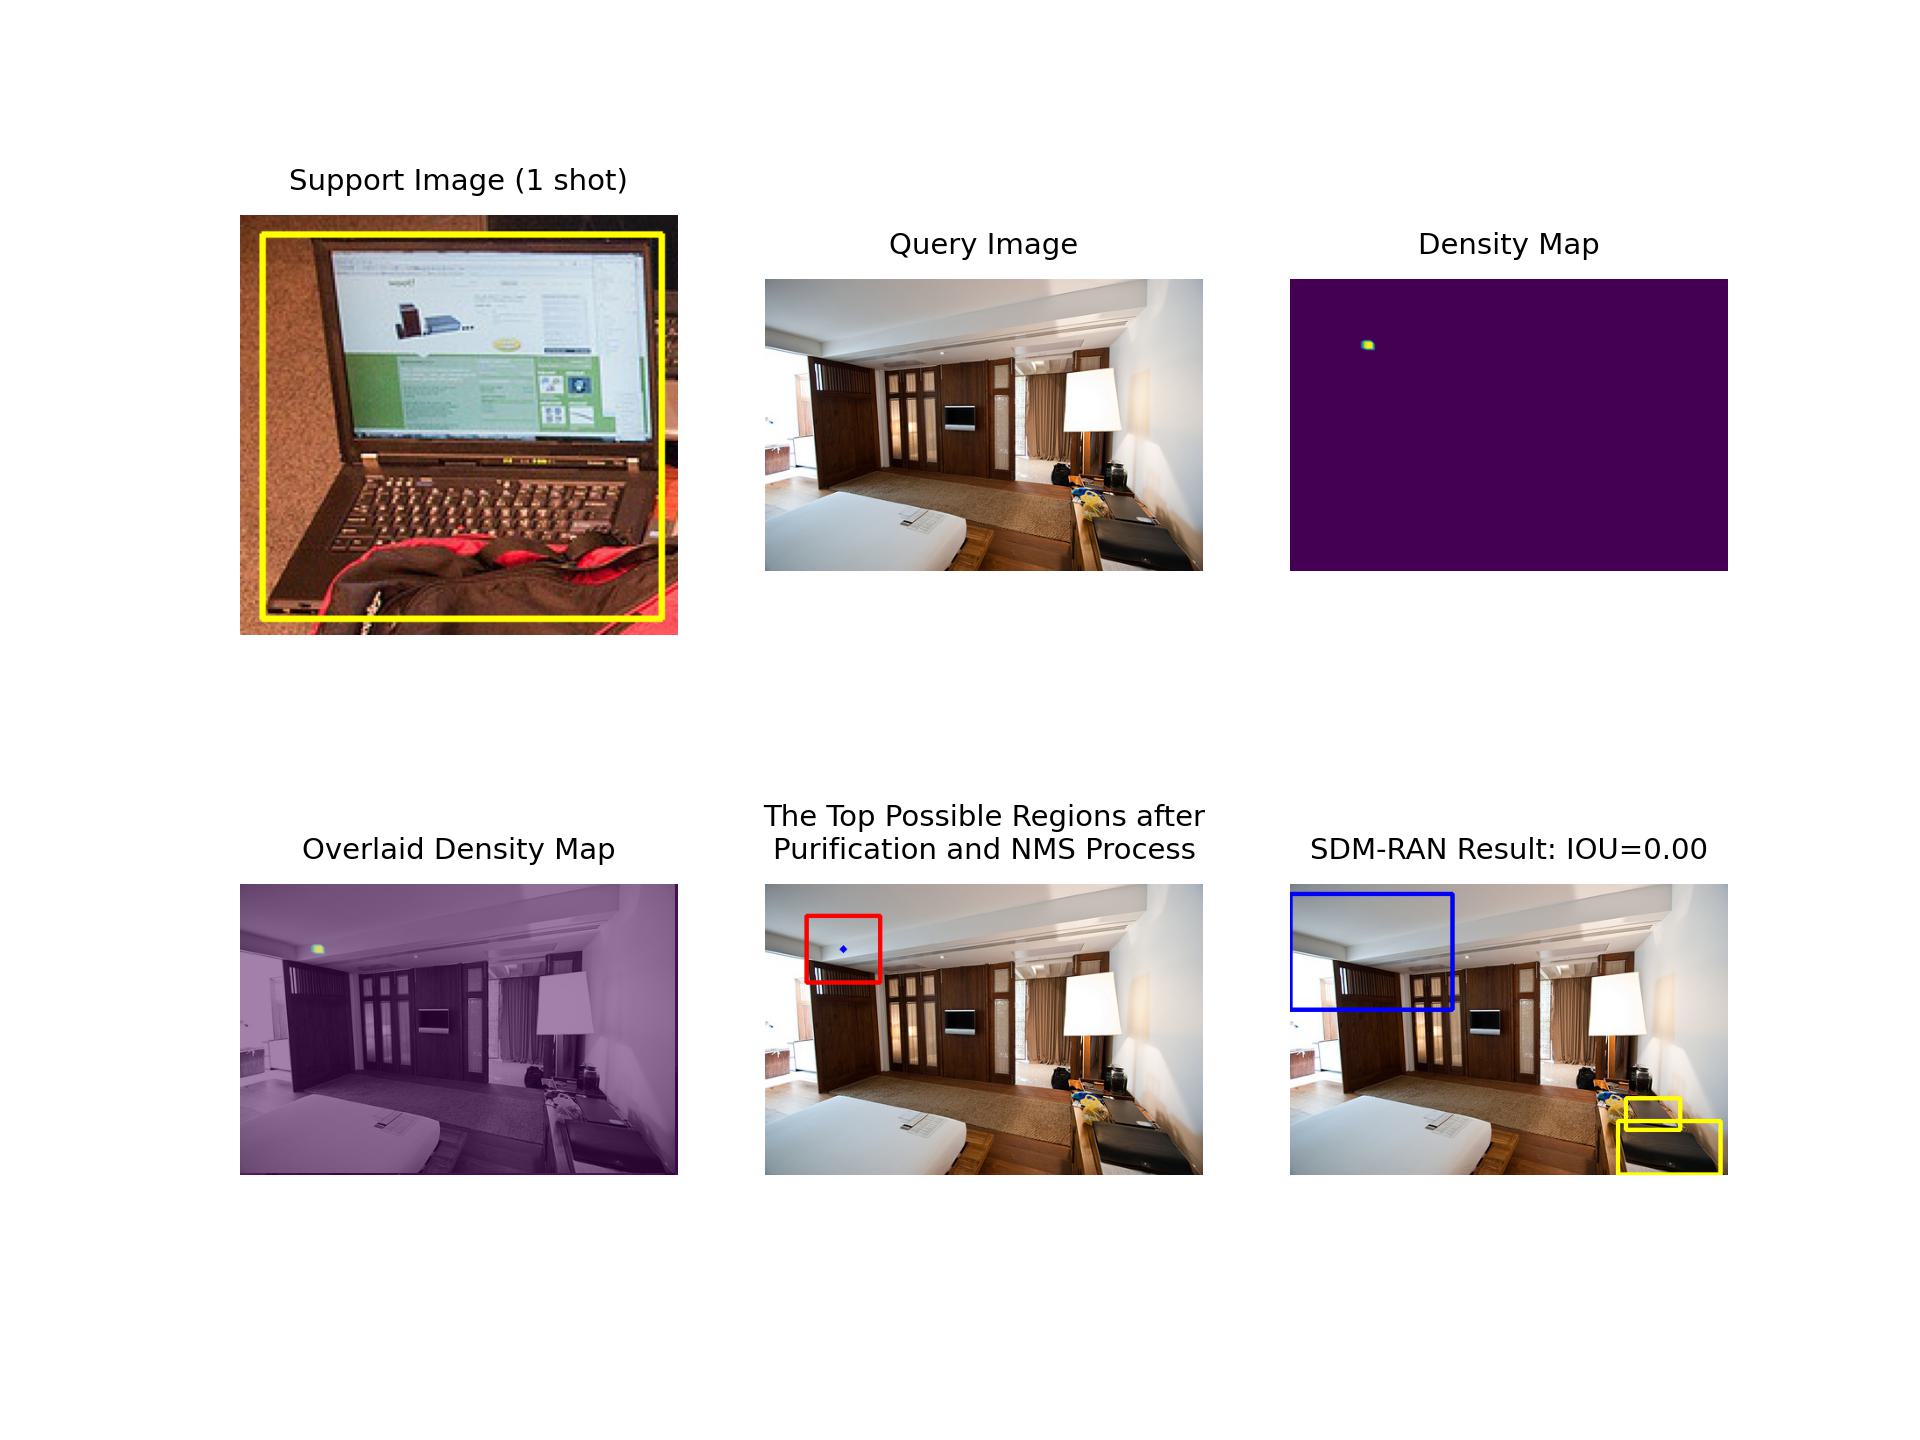 Support Image (1 shot)
Query Image
Density Map
Overlaid Density Map
The Top Possible Regions after
Purification and NMS Process
SDM-RAN Result: IOU=0.00